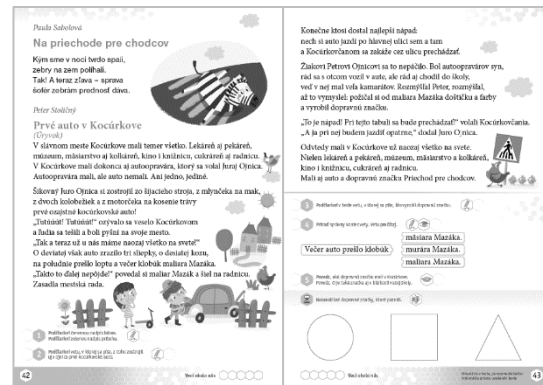 Paula Sabolová
Na priechode pre chodcov
Kým sme v noci tvrdo spali,
zebry na zem políhali.
Tak! A teraz zľava – sprava
šofér zebrám prednosť dáva.
Peter Stoličný
Prvé auto v Kocúrkove
(Úryvok)
V slávnom meste Kocúrkove mali temer všetko. Lekáreň aj pekáreň,
múzeum, mäsiarstvo aj kolkáreň, kino i knižnicu, cukráreň aj radnicu.
V Kocúrkove mali dokonca aj autoopravára, ktorý sa volal Juraj Ojnica.
Autoopravára mali, ale auto nemali. Ani jedno, jediné.
Šikovný Juro Ojnica si zostrojil zo šijacieho stroja, z mlynčeka na mak,
z dvoch kolobežiek a z motorčeka na kosenie trávy
prvé ozajstné kocúrkovské auto!
„Tutúúút! Tutúúút!" ozývalo sa veselo Kocúrkovom
a ľudia sa tešili a boli pyšní na svoje mesto.
„Tak a teraz už u nás máme naozaj všetko na svete!"
O deviatej však auto zrazilo tri sliepky, o desiatej kozu,
na poludnie prešlo loptu a večer klobúk maliara Mazáka.
„Takto to ďalej nepôjde!" povedal si maliar Mazák a šiel na radnicu.
Zasadla mestská rada.
1
2
42
Konečne ktosi dostal najlepší nápad:
nech si auto jazdí po hlavnej ulici sem a tam
a Kocúrkovčanom sa zakáže cez ulicu prechádzať.
Žiakovi Petrovi Ojnicovi sa to nepáčilo. Bol autoopravárov syn,
rád sa s otcom vozil v aute, ale rád aj chodil do školy,
veď v nej mal veľa kamarátov. Rozmýšľal Peter, rozmýšľal,
až to vymyslel: požičal si od maliara Mazáka doštičku a farby
a vyrobil dopravnú značku.
„To je nápad! Pri tejto tabuli sa bude prechádzať!" volali Kocúrkovčania.
„A ja pri nej budem jazdiť opatrne," dodal Juro Ojnica.
Odvtedy mali v Kocúrkove už naozaj všetko na svete.
Nielen lekáreň a pekáreň, múzeum, mäsiarstvo a kolkáreň,
kino i knižnicu, cukráreň aj radnicu.
Mali aj auto a dopravnú značku Priechod pre chodcov.
3
4
Večer auto prešlo klobúk
mäsiara Mazáka.
murára Mazáka.
maliara Mazáka.
5
43